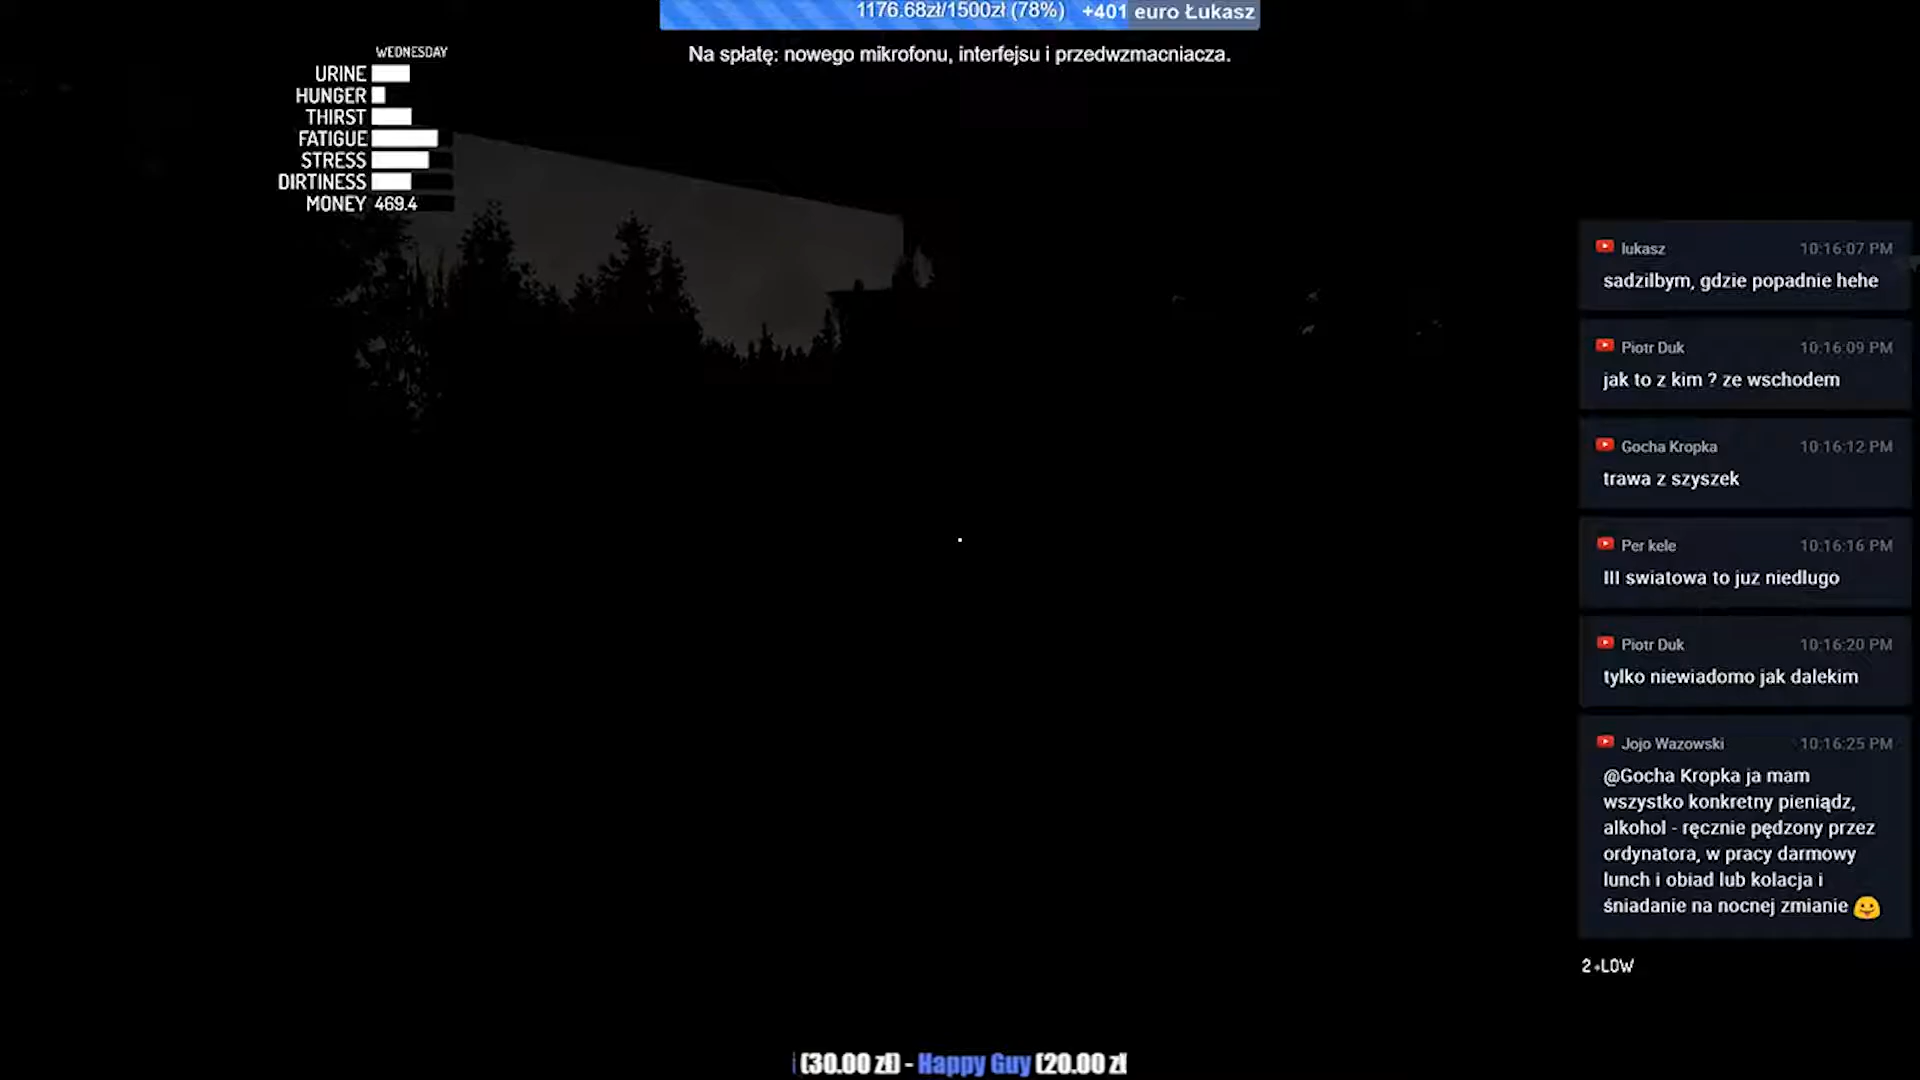 1176.68zł/1500zł (78%) +401 euro Łukasz
Na spłatę: nowego mikrofonu, interfejsu i przedwzmacniacza.
WEDNESDAY
URINE
HUNGER
THIRST
FATIGUE
STRESS
DIRTINESS
MONEY 469.4
lukasz 10:16:07 PM
sadzilbym, gdzie popadnie hehe
Piotr Duk 10:16:09 PM
jak to z kim ? ze wschodem
Gocha Kropka 10:16:12 PM
trawa z szyszek
Per kele 10:16:16 PM
III swiatowa to juz niedlugo
Piotr Duk 10:16:20 PM
tylko niewiadomo jak dalekim
Jojo Wazowski 10:16:25 PM
@Gocha Kropka ja mam
wszystko konkretny pieniądz,
alkohol - ręcznie pędzony przez
ordynatora, w pracy darmowy
lunch i obiad lub kolacja i
śniadanie na nocnej zmianie 😛
2-LOW
(30.00 zł) - Happy Guy (20.00 zł